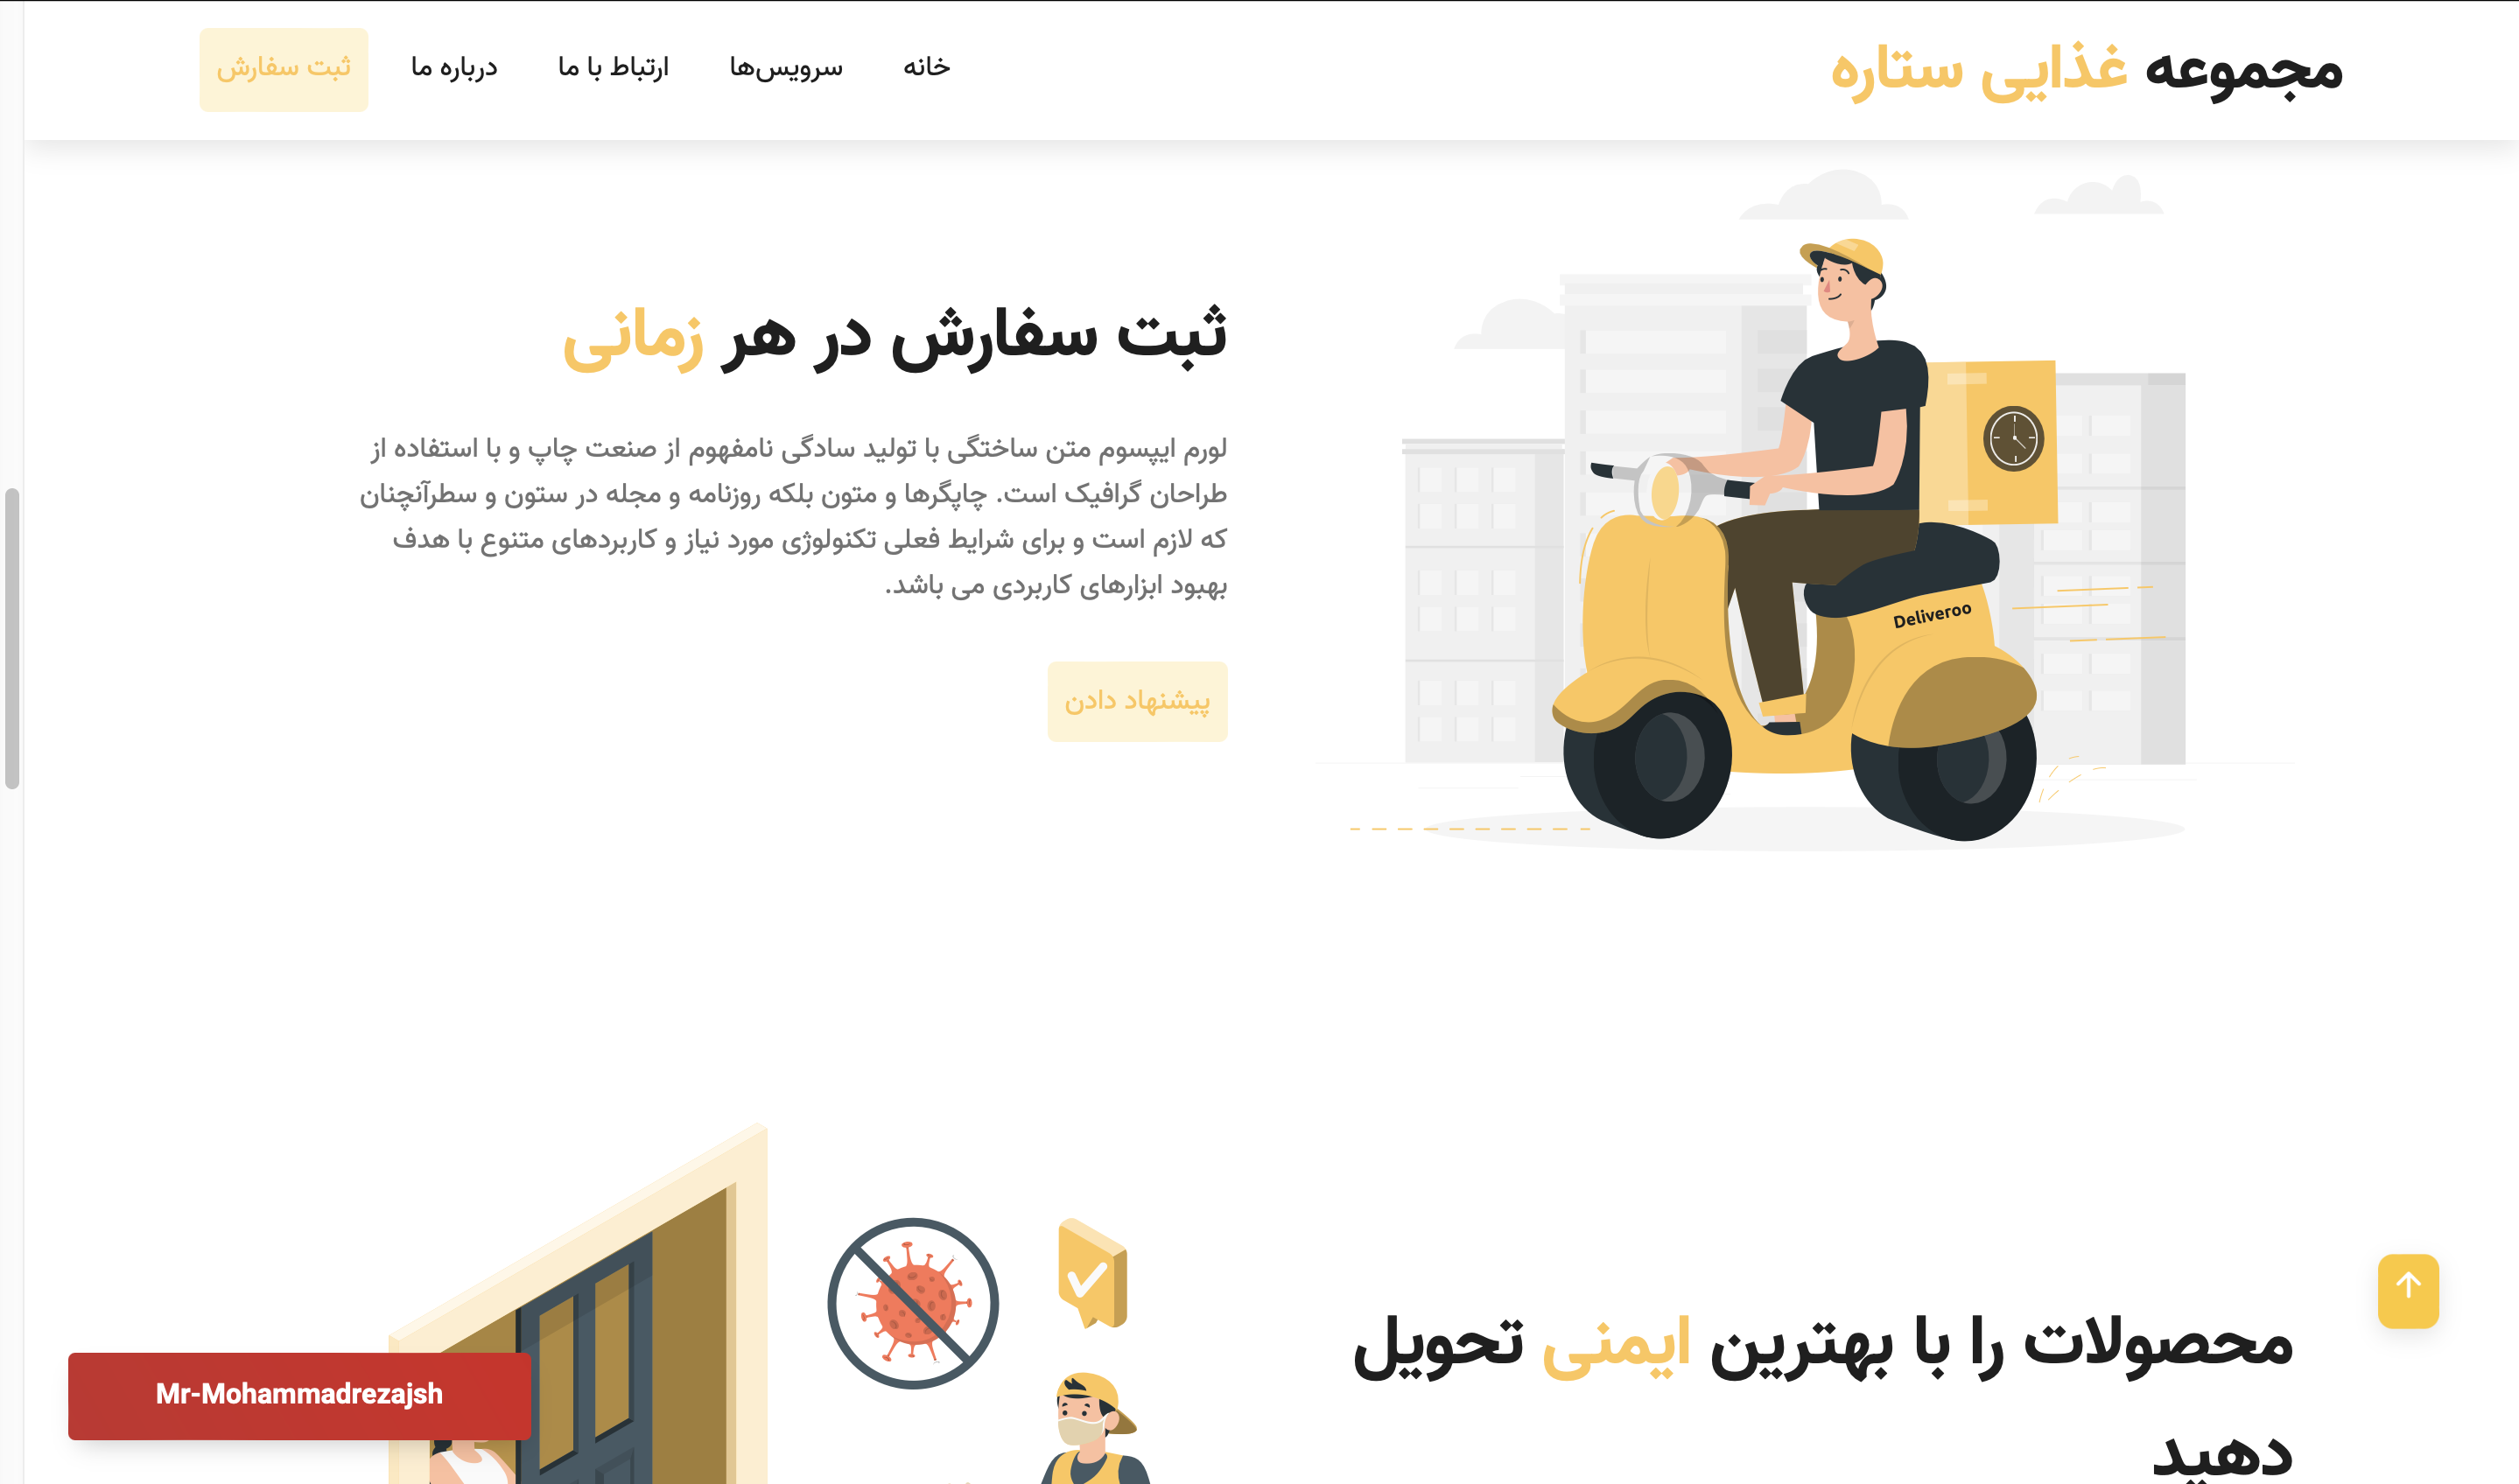 مجموعه غذایی ستاره
خانه
سرویس‌ها
ارتباط با ما
درباره ما
ثبت سفارش
Deliveroo
ثبت سفارش در هر زمانی
لورم ایپسوم متن ساختگی با تولید سادگی نامفهوم از صنعت چاپ و با استفاده از
طراحان گرافیک است. چاپگرها و متون بلکه روزنامه و مجله در ستون و سطرآنچنان
که لازم است و برای شرایط فعلی تکنولوژی مورد نیاز و کاربردهای متنوع با هدف
بهبود ابزارهای کاربردی می باشد.
پیشنهاد دادن
محصولات را با بهترین ایمنی تحویل
دهید
Mr-Mohammadrezajsh